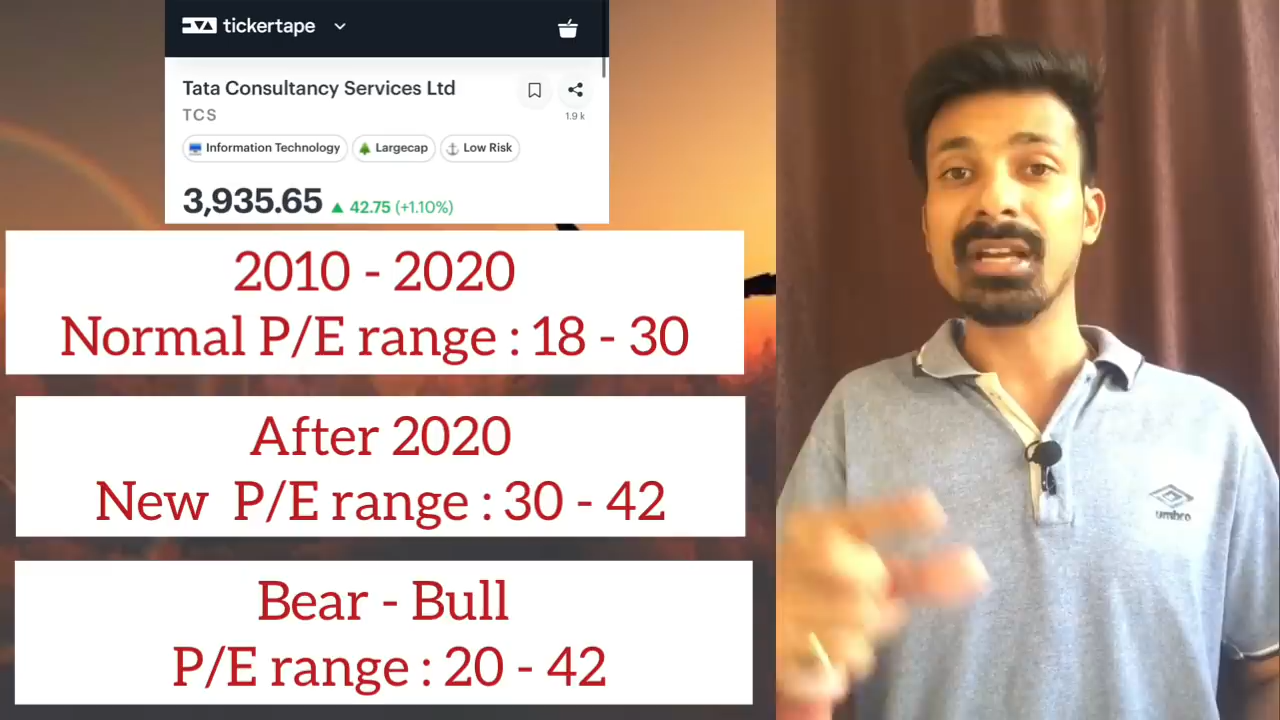 tickertape
Tata Consultancy Services Ltd
TCS
1.9 k
Information Technology
Largecap
Low Risk
3,935.65 ▲ 42.75 (+1.10%)
2010 - 2020
Normal P/E range : 18 - 30
After 2020
New P/E range : 30 - 42
Bear - Bull
P/E range : 20 - 42
umbro